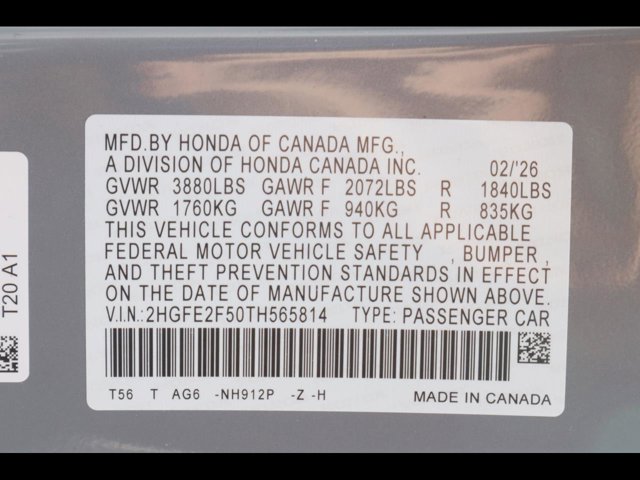 MFD.BY HONDA OF CANADA MFG.,
A DIVISION OF HONDA CANADA INC. 02/'26
GVWR 3880LBS GAWR F 2072LBS R 1840LBS
GVWR 1760KG GAWR F 940KG R 835KG
THIS VEHICLE CONFORMS TO ALL APPLICABLE
FEDERAL MOTOR VEHICLE SAFETY , BUMPER ,
AND THEFT PREVENTION STANDARDS IN EFFECT
ON THE DATE OF MANUFACTURE SHOWN ABOVE.
V.I.N.: 2HGFE2F50TH565814 TYPE: PASSENGER CAR
T56 T AG6 -NH912P -Z -H MADE IN CANADA
T20 A1